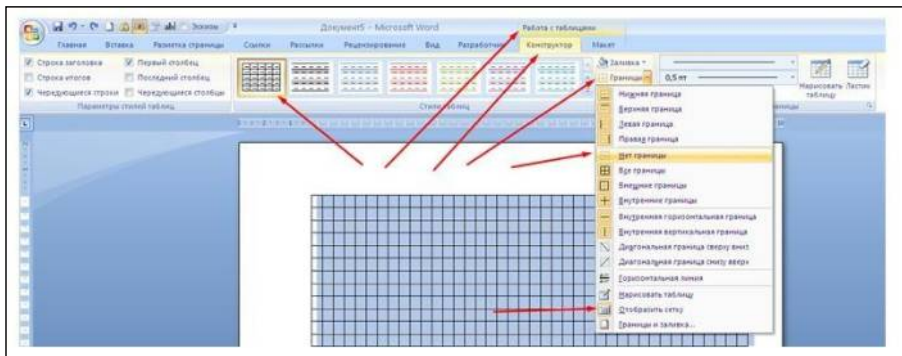 Документ5 - Microsoft Word
Работа с таблицами
Главная Вставка Разметка страницы Ссылки Рассылки Рецензирование Вид Разработчик Конструктор Макет
Строка заголовка Первый столбец
Строка итогов Последний столбец
Чередующиеся строки Чередующиеся столбцы
Параметры стилей таблиц
Стили таблиц
Заливка
Границы
0,5 пт
Нарисовать таблицу
Ластик
Нижняя граница
Верхняя граница
Левая граница
Правая граница
Нет границы
Все границы
Внешние границы
Внутренние границы
Внутренняя горизонтальная граница
Внутренняя вертикальная граница
Диагональная граница сверху вниз
Диагональная граница снизу вверх
Горизонтальная линия
Нарисовать таблицу
Отобразить сетку
Границы и заливка...